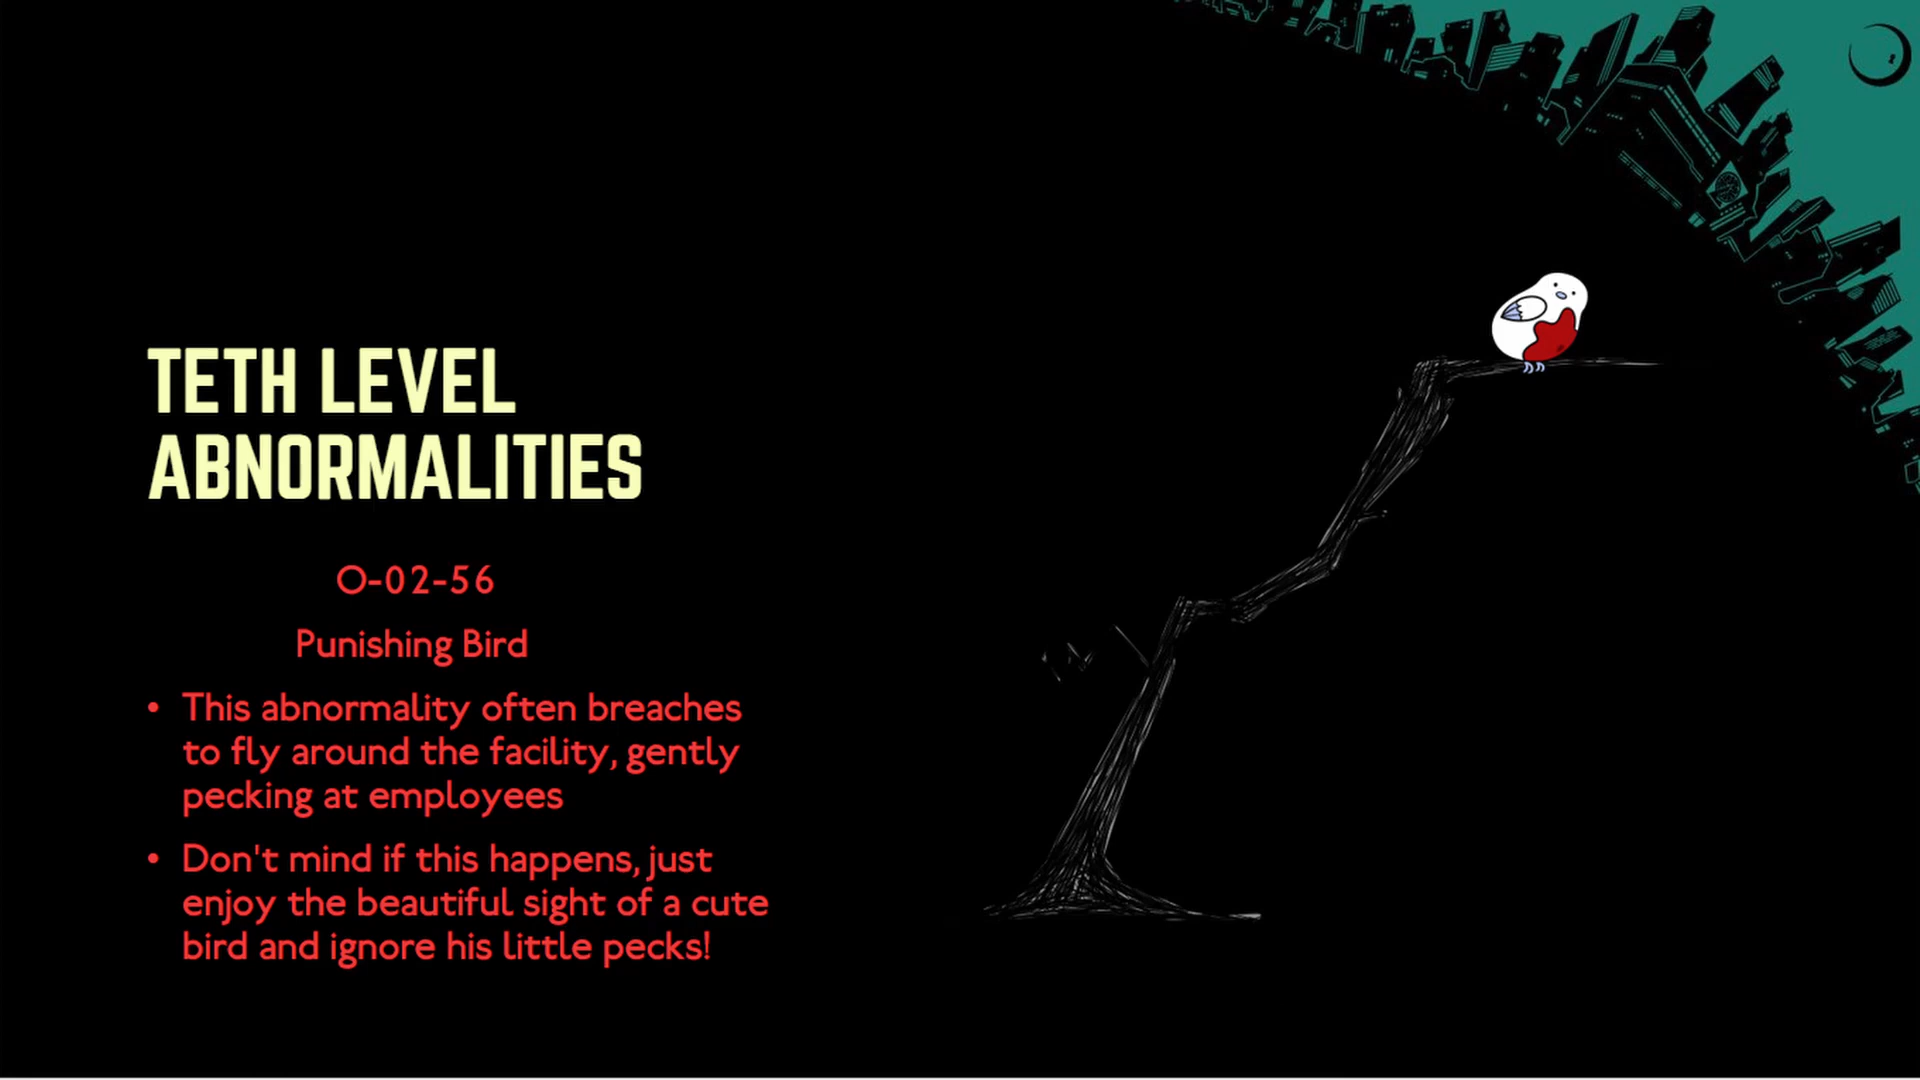 TETH LEVEL
ABNORMALITIES
O-02-56
Punishing Bird
• This abnormality often breaches
to fly around the facility, gently
pecking at employees
• Don't mind if this happens, just
enjoy the beautiful sight of a cute
bird and ignore his little pecks!